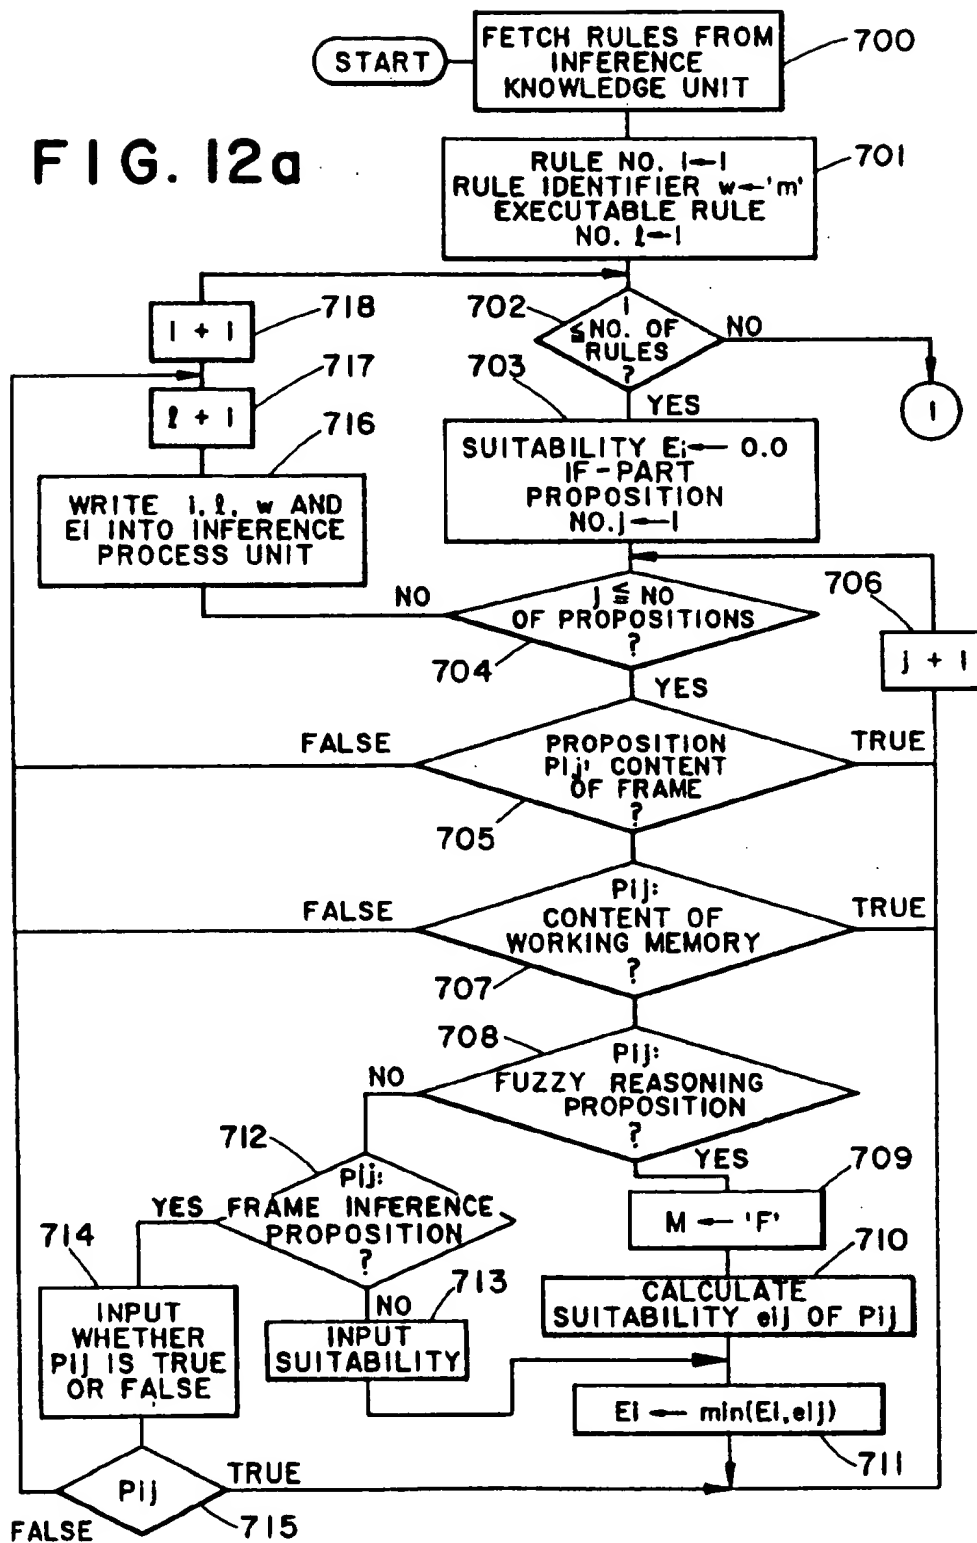 FIG. 12a
START
FETCH RULES FROM
INFERENCE
KNOWLEDGE UNIT
700
RULE NO. i←1
RULE IDENTIFIER w←'m'
EXECUTABLE RULE
NO. ℓ←1
701
i
≦NO. OF
RULES
?
702
NO
1
YES
703
SUITABILITY Ei← 0.0
IF-PART
PROPOSITION
NO.j←1
718
i + 1
717
ℓ + 1
716
WRITE i, ℓ, w AND
Ei INTO INFERENCE
PROCESS UNIT
NO
j ≦ NO
OF PROPOSITIONS
?
704
YES
706
j + 1
FALSE
PROPOSITION
Pij' CONTENT
OF FRAME
?
TRUE
705
FALSE
Pij:
CONTENT OF
WORKING MEMORY
?
TRUE
707
708
Pij:
FUZZY REASONING
PROPOSITION
?
NO
YES
709
M ← 'F'
710
CALCULATE
SUITABILITY eij OF Pij
712
Pij:
FRAME INFERENCE
PROPOSITION
?
YES
NO
713
INPUT
SUITABILITY
714
INPUT
WHETHER
Pij IS TRUE
OR FALSE
Ei ← min(Ei,eij)
711
Pij
TRUE
715
FALSE